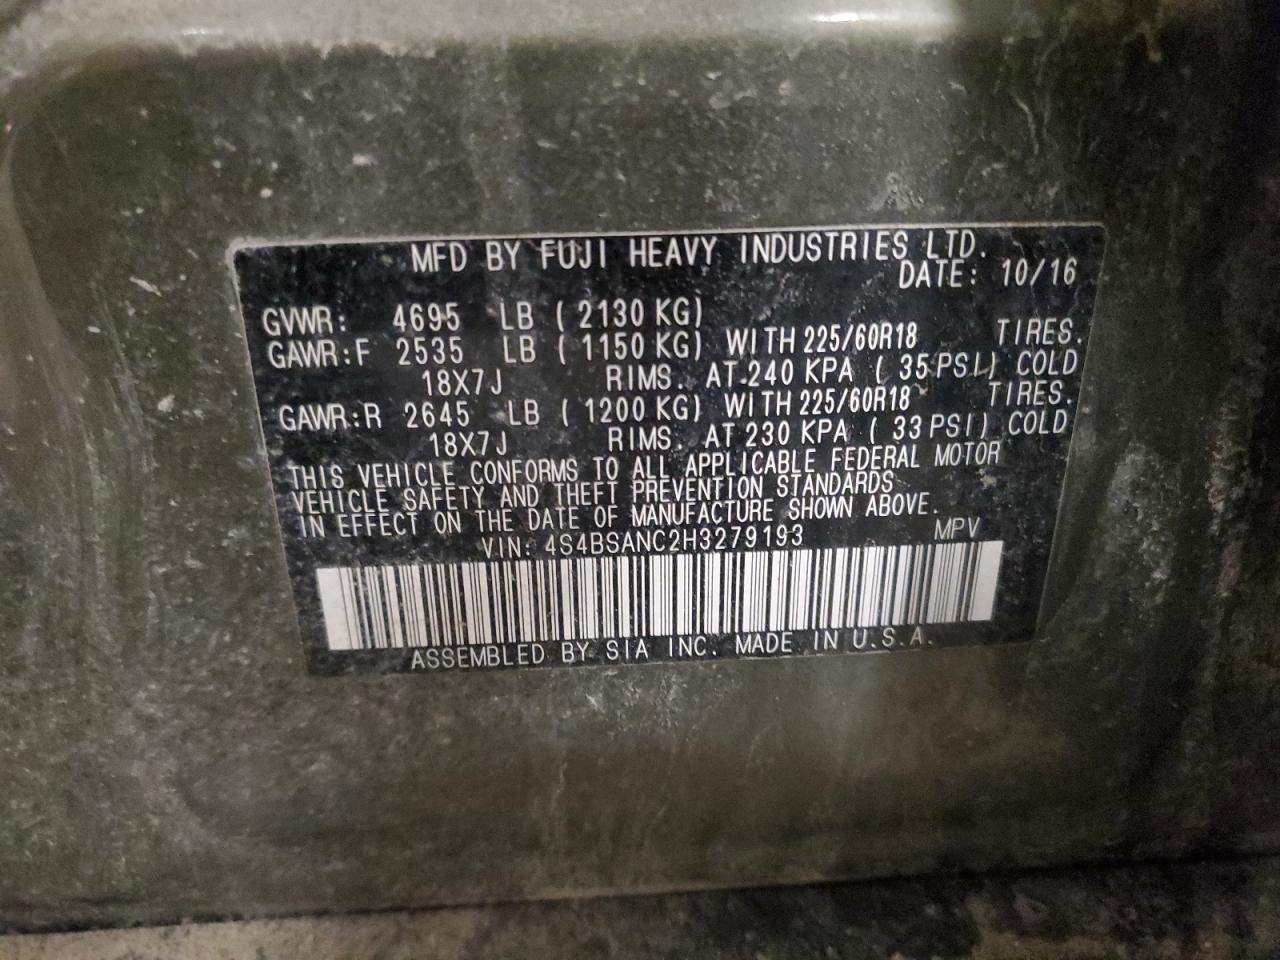 MFD BY FUJI HEAVY INDUSTRIES LTD.
DATE: 10/16
GVWR: 4695 LB ( 2130 KG)
GAWR:F 2535 LB ( 1150 KG) WITH 225/60R18 TIRES.
18X7J RIMS. AT 240 KPA ( 35 PSI) COLD
GAWR:R 2645 LB ( 1200 KG) WITH 225/60R18 TIRES.
18X7J RIMS. AT 230 KPA ( 33 PSI) COLD
THIS VEHICLE CONFORMS TO ALL APPLICABLE FEDERAL MOTOR
VEHICLE SAFETY AND THEFT PREVENTION STANDARDS
IN EFFECT ON THE DATE OF MANUFACTURE SHOWN ABOVE.
VIN: 4S4BSANC2H3279193 MPV
ASSEMBLED BY SIA INC. MADE IN U.S.A.